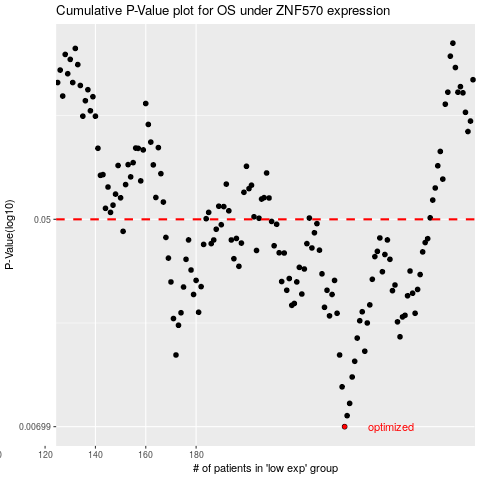 Cumulative P-Value plot for OS under ZNF570 expression
P-Value(log10)
0.05
0.00699
optimized
0 120 140 160 180
# of patients in 'low exp' group